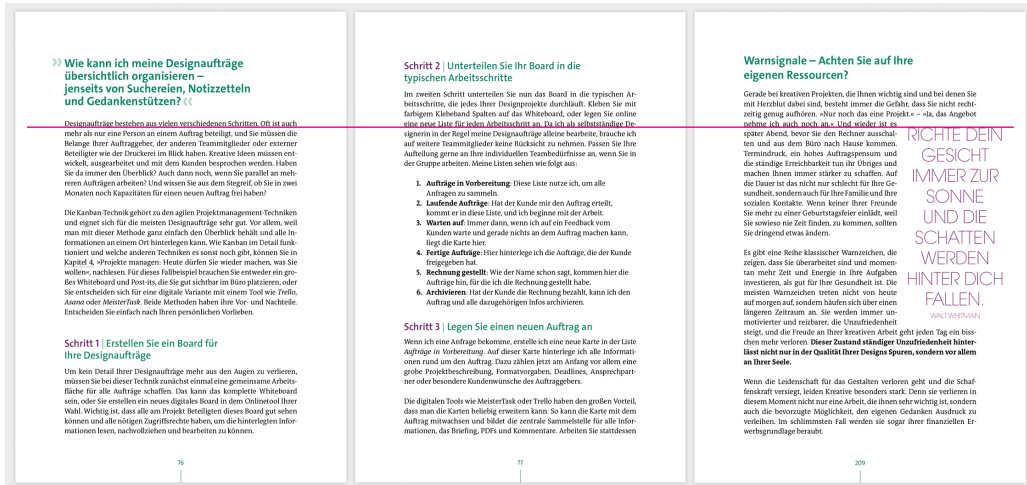 »Wie kann ich meine Designaufträge
übersichtlich organisieren –
jenseits von Suchereien, Notizzetteln
und Gedankenstützen?«
Designaufträge bestehen aus vielen verschiedenen Schritten. Oft ist auch
mehr als nur eine Person an einem Auftrag beteiligt, und Sie müssen die
Belange Ihrer Auftraggeber, der anderen Teammitglieder oder externer
Beteiligter wie der Druckerei im Blick haben. Kreative Ideen müssen ent-
wickelt, ausgearbeitet und mit dem Kunden besprochen werden. Haben
Sie da immer den Überblick? Auch dann noch, wenn Sie parallel an meh-
reren Aufträgen arbeiten? Und wissen Sie aus dem Stegreif, ob Sie in zwei
Monaten noch Kapazitäten für einen neuen Auftrag frei haben?
Die Kanban-Technik gehört zu den agilen Projektmanagement-Techniken
und eignet sich für die meisten Designaufträge sehr gut. Vor allem, weil
man mit dieser Methode ganz einfach den Überblick behält und alle In-
formationen an einem Ort hinterlegen kann. Wie Kanban im Detail funk-
tioniert und welche anderen Techniken es sonst noch gibt, können Sie in
Kapitel 4, »Projekte managen: Heute dürfen Sie wieder machen, was Sie
wollen«, nachlesen. Für dieses Fallbeispiel brauchen Sie entweder ein gro-
ßes Whiteboard und Post-its, die Sie gut sichtbar im Büro platzieren, oder
Sie entscheiden sich für eine digitale Variante mit einem Tool wie Trello,
Asana oder MeisterTask. Beide Methoden haben ihre Vor- und Nachteile.
Entscheiden Sie einfach nach Ihren persönlichen Vorlieben.
Schritt 1 | Erstellen Sie ein Board für
Ihre Designaufträge
Um kein Detail Ihrer Designaufträge mehr aus den Augen zu verlieren,
müssen Sie bei dieser Technik zunächst einmal eine gemeinsame Arbeits-
fläche für alle Aufträge schaffen. Das kann das komplette Whiteboard
sein, oder Sie erstellen ein neues digitales Board in dem Onlinetool Ihrer
Wahl. Wichtig ist, dass alle am Projekt Beteiligten dieses Board gut sehen
können und alle nötigen Zugriffsrechte haben, um die hinterlegten Infor-
mationen lesen, nachvollziehen und bearbeiten zu können.
76
Schritt 2 | Unterteilen Sie Ihr Board in die
typischen Arbeitsschritte
Im zweiten Schritt unterteilen Sie nun das Board in die typischen Ar-
beitsschritte, die jedes Ihrer Designprojekte durchläuft. Kleben Sie mit
farbigem Klebeband Spalten auf das Whiteboard, oder legen Sie online
eine neue Liste für jeden Arbeitsschritt an. Da ich als selbstständige De-
signerin in der Regel meine Designaufträge alleine bearbeite, brauche ich
auf weitere Teammitglieder keine Rücksicht zu nehmen. Passen Sie Ihre
Aufteilung gerne an Ihre individuellen Teambedürfnisse an, wenn Sie in
der Gruppe arbeiten. Meine Listen sehen wie folgt aus:
1. Aufträge in Vorbereitung: Diese Liste nutze ich, um alle
Anfragen zu sammeln.
2. Laufende Aufträge: Hat der Kunde mir den Auftrag erteilt,
kommt er in diese Liste, und ich beginne mit der Arbeit.
3. Warten auf: Immer dann, wenn ich auf ein Feedback vom
Kunden warte und gerade nichts an dem Auftrag machen kann,
liegt die Karte hier.
4. Fertige Aufträge: Hier hinterlege ich die Aufträge, die der Kunde
freigegeben hat.
5. Rechnung gestellt: Wie der Name schon sagt, kommen hier die
Aufträge hin, für die ich die Rechnung gestellt habe.
6. Archivieren: Hat der Kunde die Rechnung bezahlt, kann ich den
Auftrag und alle dazugehörigen Infos archivieren.
Schritt 3 | Legen Sie einen neuen Auftrag an
Wenn ich eine Anfrage bekomme, erstelle ich eine neue Karte in der Liste
Aufträge in Vorbereitung. Auf dieser Karte hinterlege ich alle Informati-
onen rund um den Auftrag. Dazu zählen jetzt am Anfang vor allem eine
grobe Projektbeschreibung, Formatvorgaben, Deadlines, Ansprechpart-
ner oder besondere Kundenwünsche des Auftraggebers.
Die digitalen Tools wie MeisterTask oder Trello haben den großen Vorteil,
dass man die Karten beliebig erweitern kann. So kann die Karte mit dem
Auftrag mitwachsen und bildet die zentrale Sammelstelle für alle Infor-
mationen, das Briefing, PDFs und Kommentare. Arbeiten Sie stattdessen
77
Warnsignale – Achten Sie auf Ihre
eigenen Ressourcen?
Gerade bei kreativen Projekten, die Ihnen wichtig sind und bei denen Sie
mit Herzblut dabei sind, besteht immer die Gefahr, dass Sie nicht recht-
zeitig genug aufhören. »Nur noch das eine Projekt.« – »Ja, das Angebot
nehme ich auch noch an.« Und wieder ist es
später Abend, bevor Sie den Rechner ausschal-
ten und aus dem Büro nach Hause kommen.
Termindruck, ein hohes Auftragspensum und
die ständige Erreichbarkeit tun ihr Übriges und
machen Ihnen immer stärker zu schaffen. Auf
die Dauer ist das nicht nur schlecht für Ihre Ge-
sundheit, sondern auch für Ihre Familie und Ihre
sozialen Kontakte. Wenn keiner Ihrer Freunde
Sie mehr zu einer Geburtstagsfeier einlädt, weil
Sie sowieso nie Zeit finden, zu kommen, sollten
Sie dringend etwas ändern.
RICHTE DEIN
GESICHT
IMMER ZUR
SONNE
UND DIE
SCHATTEN
WERDEN
HINTER DICH
FALLEN.
WALT WHITMAN
Es gibt eine Reihe klassischer Warnzeichen, die
zeigen, dass Sie überarbeitet sind und momen-
tan mehr Zeit und Energie in Ihre Aufgaben
investieren, als gut für Ihre Gesundheit ist. Die
meisten Warnzeichen treten nicht von heute
auf morgen auf, sondern häufen sich über einen
längeren Zeitraum an. Sie werden immer un-
motivierter und reizbarer, die Unzufriedenheit
steigt, und die Freude an Ihrer kreativen Arbeit geht jeden Tag ein biss-
chen mehr verloren. Dieser Zustand ständiger Unzufriedenheit hinter-
lässt nicht nur in der Qualität Ihrer Designs Spuren, sondern vor allem
an Ihrer Seele.
Wenn die Leidenschaft für das Gestalten verloren geht und die Schaf-
fenskraft versiegt, leiden Kreative besonders stark. Denn sie verlieren in
diesem Moment nicht nur eine Arbeit, die ihnen sehr wichtig ist, sondern
auch die bevorzugte Möglichkeit, den eigenen Gedanken Ausdruck zu
verleihen. Im schlimmsten Fall werden sie sogar ihrer finanziellen Er-
werbsgrundlage beraubt.
209